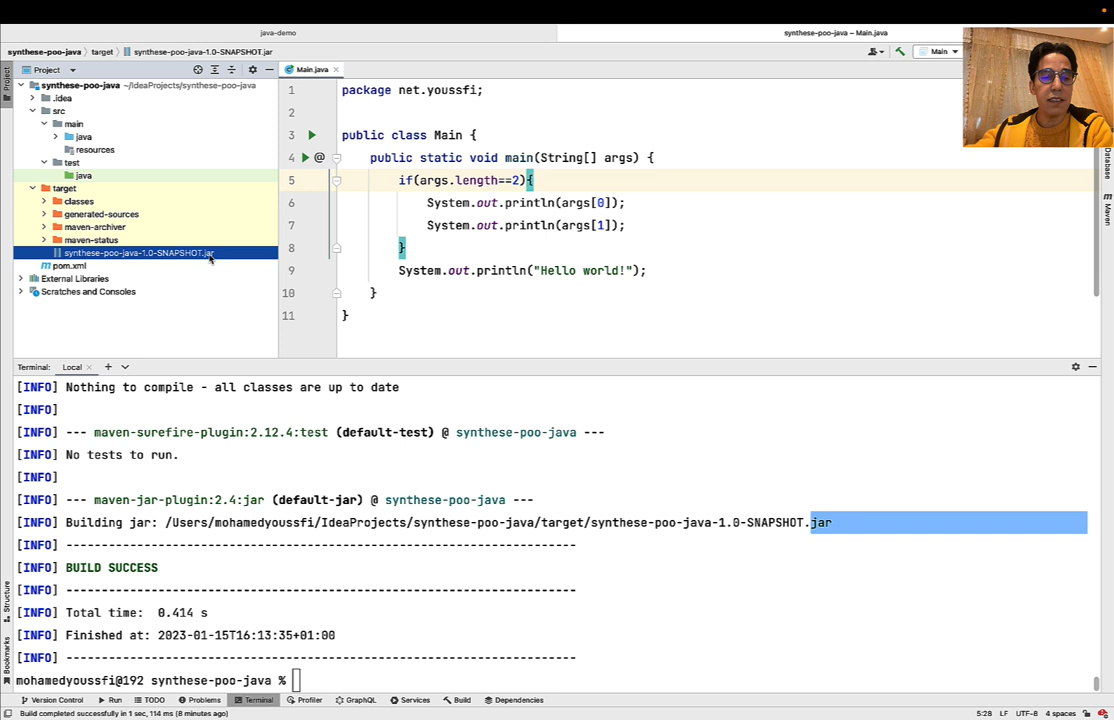 java-demo
synthese-poo-java – Main.java
synthese-poo-java > target > synthese-poo-java-1.0-SNAPSHOT.jar
Main
Project
Main.java
Project
synthese-poo-java ~/IdeaProjects/synthese-poo-java
.idea
src
main
java
resources
test
java
target
classes
generated-sources
maven-archiver
maven-status
synthese-poo-java-1.0-SNAPSHOT.jar
pom.xml
External Libraries
Scratches and Consoles
1 package net.youssfi;
2
3 public class Main {
4 @ public static void main(String[] args) {
5 if(args.length==2){
6 System.out.println(args[0]);
7 System.out.println(args[1]);
8 }
9 System.out.println("Hello world!");
10 }
11 }
Database
Maven
Terminal: Local
[INFO] Nothing to compile - all classes are up to date
[INFO]
[INFO] --- maven-surefire-plugin:2.12.4:test (default-test) @ synthese-poo-java ---
[INFO] No tests to run.
[INFO]
[INFO] --- maven-jar-plugin:2.4:jar (default-jar) @ synthese-poo-java ---
[INFO] Building jar: /Users/mohamedyoussfi/IdeaProjects/synthese-poo-java/target/synthese-poo-java-1.0-SNAPSHOT.jar
[INFO] ------------------------------------------------------------------------
[INFO] BUILD SUCCESS
[INFO] ------------------------------------------------------------------------
[INFO] Total time: 0.414 s
[INFO] Finished at: 2023-01-15T16:13:35+01:00
[INFO] ------------------------------------------------------------------------
mohamedyoussfi@192 synthese-poo-java %
Structure
Bookmarks
Version Control Run TODO Problems Terminal Profiler GraphQL Services Build Dependencies
Build completed successfully in 1 sec, 114 ms (8 minutes ago)
5:28 LF UTF-8 4 spaces